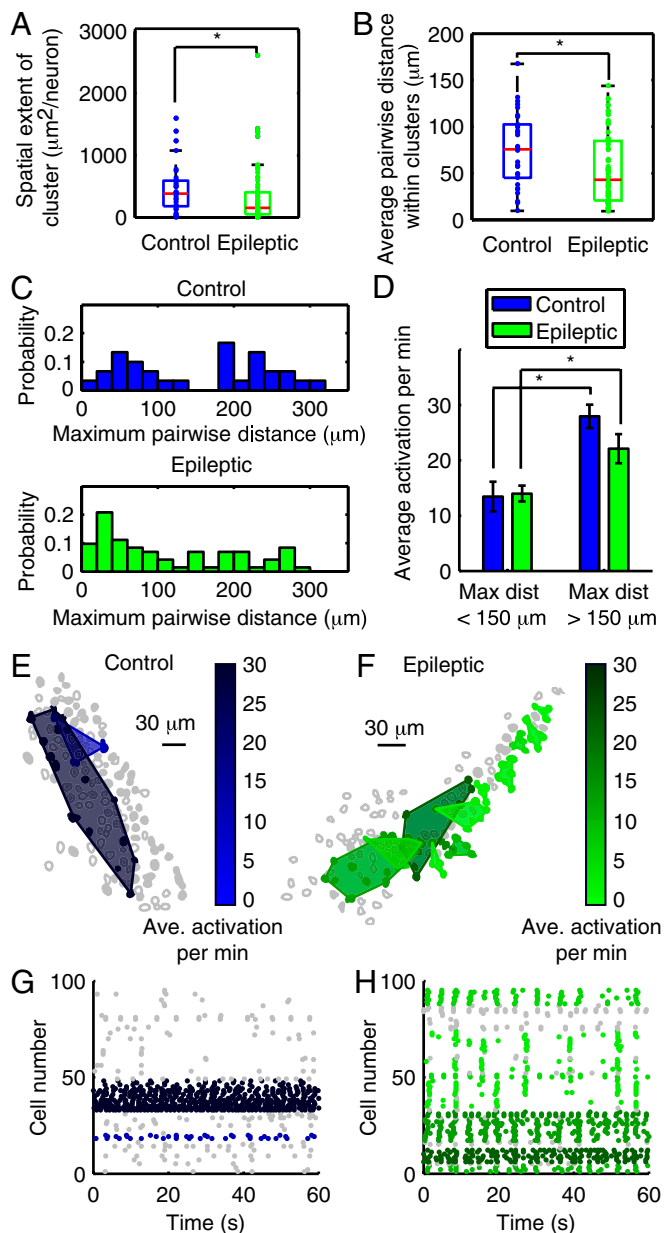 A
Spatial extent of
cluster (μm²/neuron)
3000
2000
1000
0
*
Control Epileptic
B
Average pairwise distance
within clusters (μm)
200
150
100
50
0
*
Control Epileptic
C
Control
Probability
0.2
0.1
0
0 100 200 300
Maximum pairwise distance (μm)
Epileptic
Probability
0.2
0.1
0
0 100 200 300
Maximum pairwise distance (μm)
D
Control
Epileptic
Average activation per min
30
20
10
0
*
*
Max dist
< 150 μm
Max dist
> 150 μm
E
Control
30 μm
30
25
20
15
10
5
0
Ave. activation
per min
F
Epileptic
30 μm
30
25
20
15
10
5
0
Ave. activation
per min
G
Cell number
100
50
0
0 20 40 60
Time (s)
H
Cell number
100
50
0
0 20 40 60
Time (s)